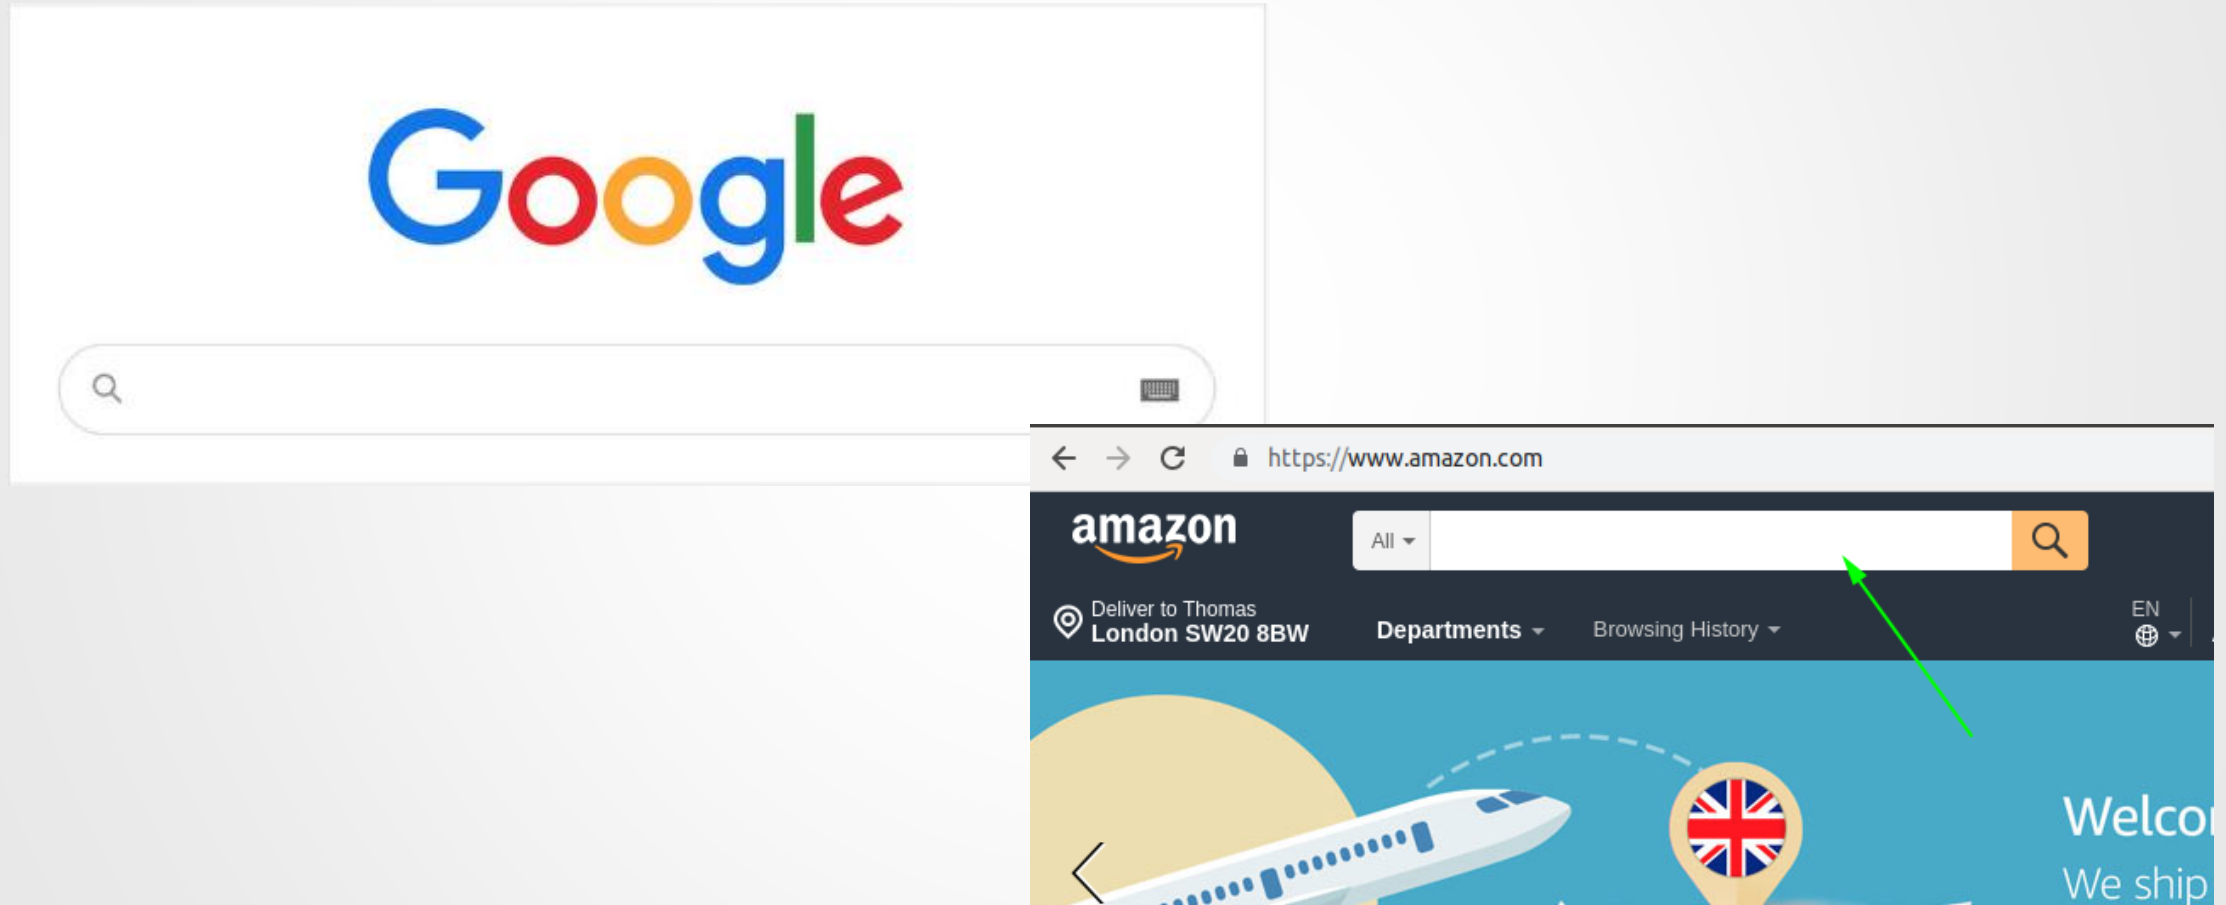 Google
https://www.amazon.com
amazon
All
Deliver to Thomas
London SW20 8BW
Departments
Browsing History
EN
Welco
We ship